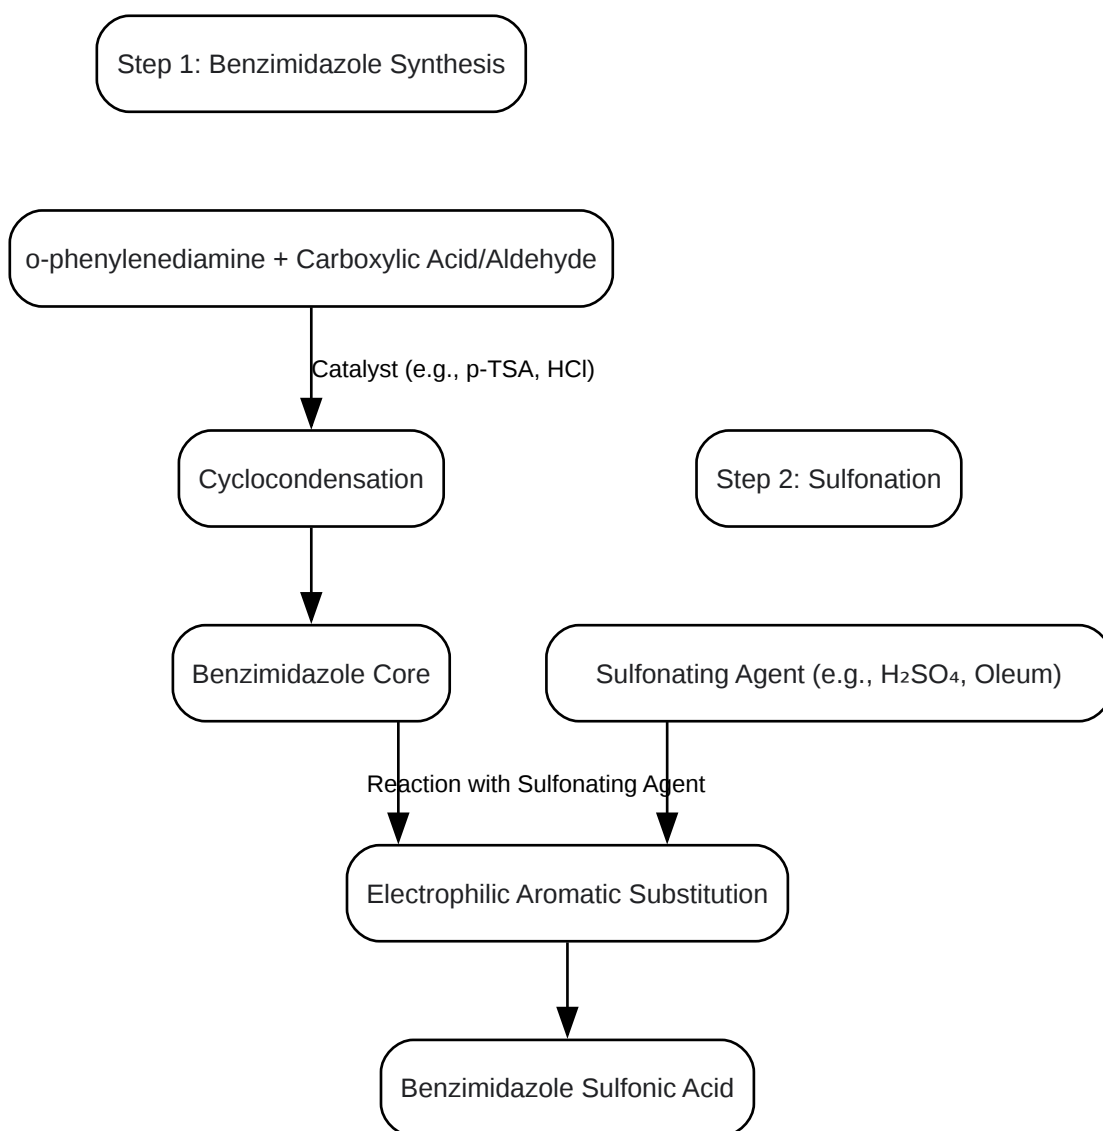 Step 1: Benzimidazole Synthesis
o-phenylenediamine + Carboxylic Acid/Aldehyde
Catalyst (e.g., p-TSA, HCl)
Cyclocondensation
Step 2: Sulfonation
Benzimidazole Core
Sulfonating Agent (e.g., H₂SO₄, Oleum)
Reaction with Sulfonating Agent
Electrophilic Aromatic Substitution
Benzimidazole Sulfonic Acid